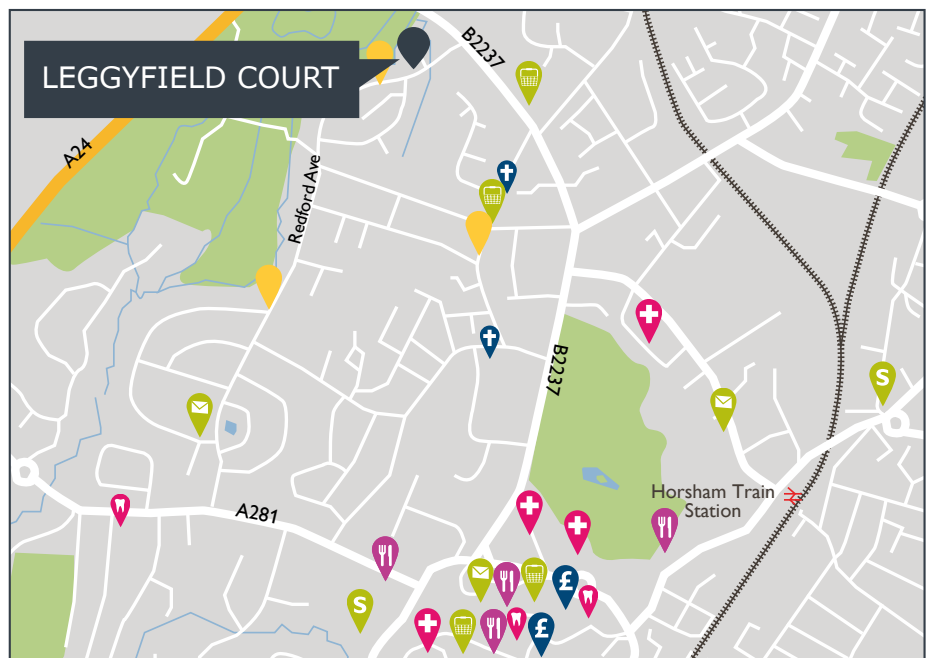 LEGGYFIELD COURT
B2237
A24
Redford Ave
B2237
S
Horsham Train
Station
A281
£
S
£